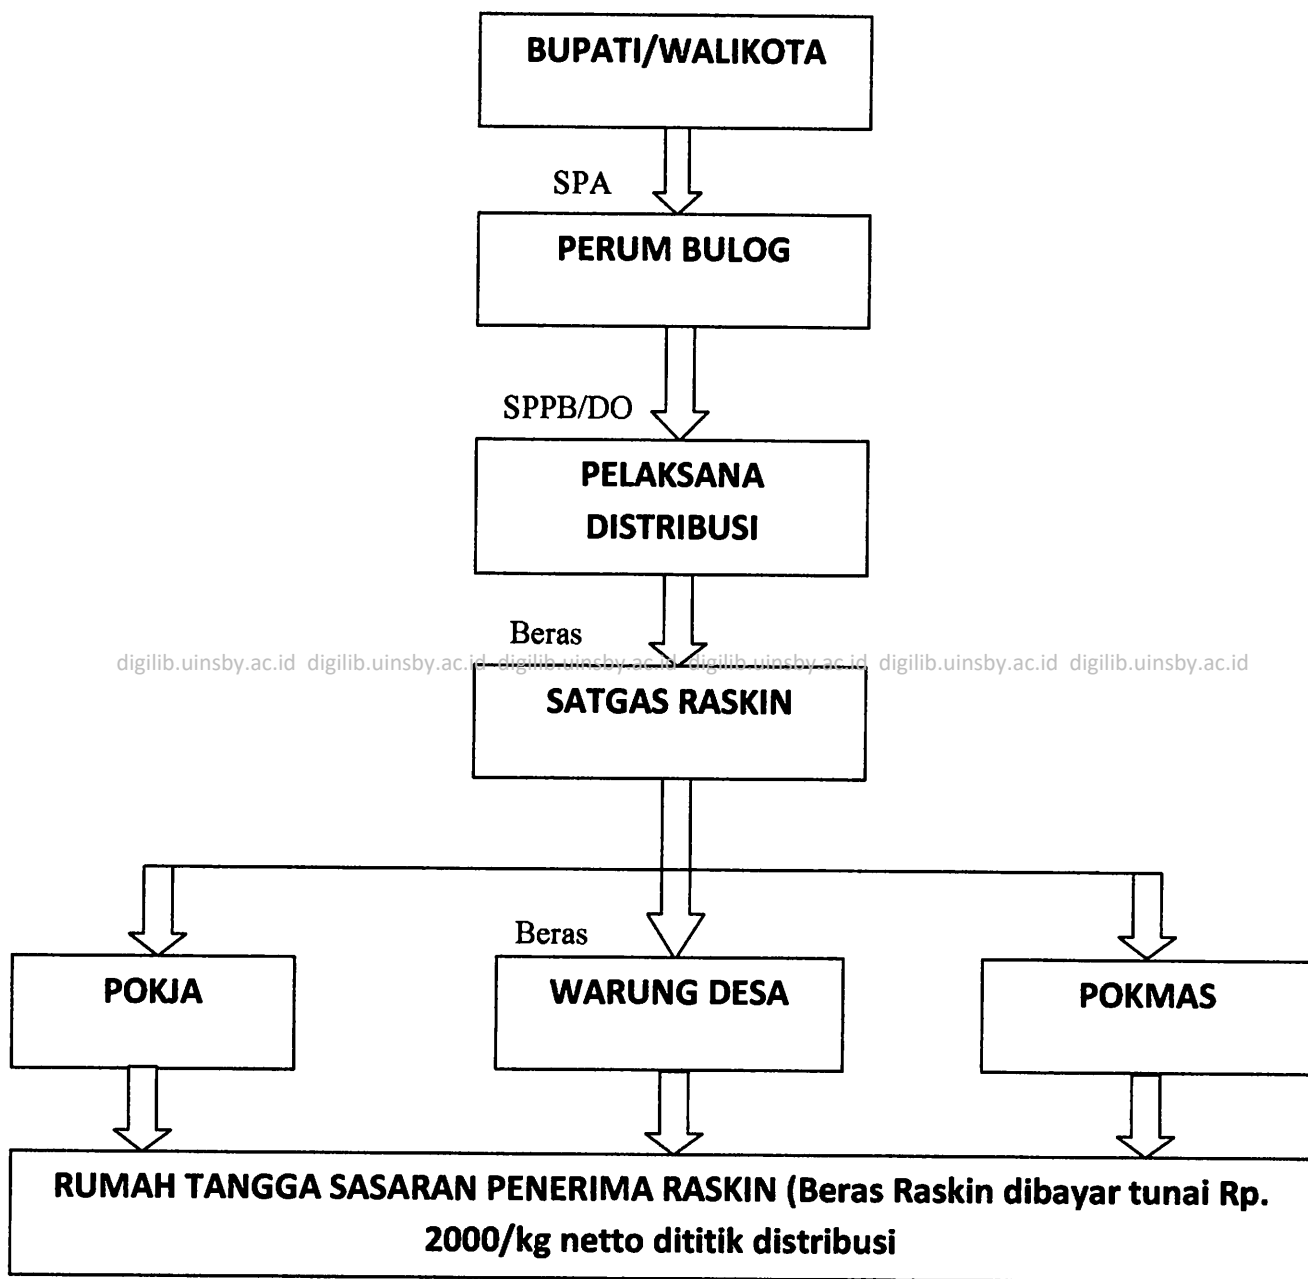 BUPATI/WALIKOTA
SPA
PERUM BULOG
SPPB/DO
PELAKSANA
DISTRIBUSI
Beras
digilib.uinsby.ac.id digilib.uinsby.ac.id digilib.uinsby.ac.id digilib.uinsby.ac.id digilib.uinsby.ac.id digilib.uinsby.ac.id
SATGAS RASKIN
Beras
POKJA
WARUNG DESA
POKMAS
RUMAH TANGGA SASARAN PENERIMA RASKIN (Beras Raskin dibayar tunai Rp.
2000/kg netto dititik distribusi